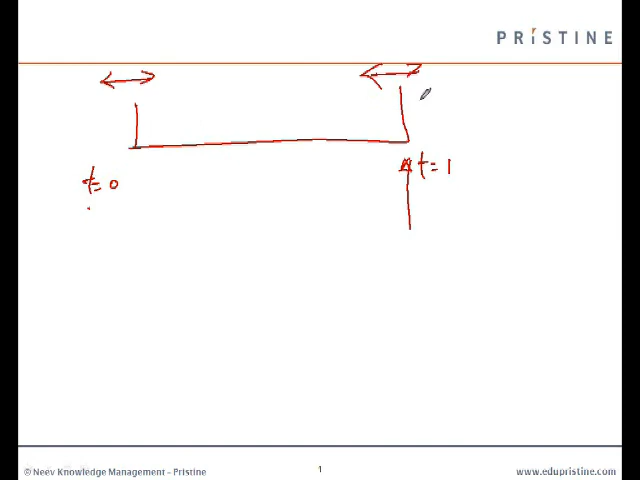 PRISTINE
t= 0
t= 1
© Neev Knowledge Management – Pristine
1
www.edupristine.com